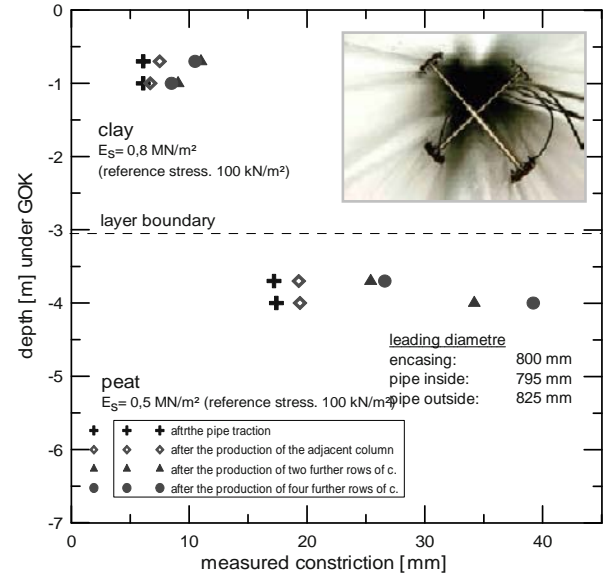 0
-1
-2
-3
-4
-5
-6
-7
depth [m] under GOK
clay
ES= 0,8 MN/m²
(reference stress. 100 kN/m²)
layer boundary
leading diametre
encasing: 800 mm
pipe inside: 795 mm
pipe outside: 825 mm
peat
ES= 0,5 MN/m² (reference stress. 100 kN/m²)
aftrthe pipe traction
after the production of the adjacent column
after the production of two further rows of c.
after the production of four further rows of c.
0 10 20 30 40
measured constriction [mm]